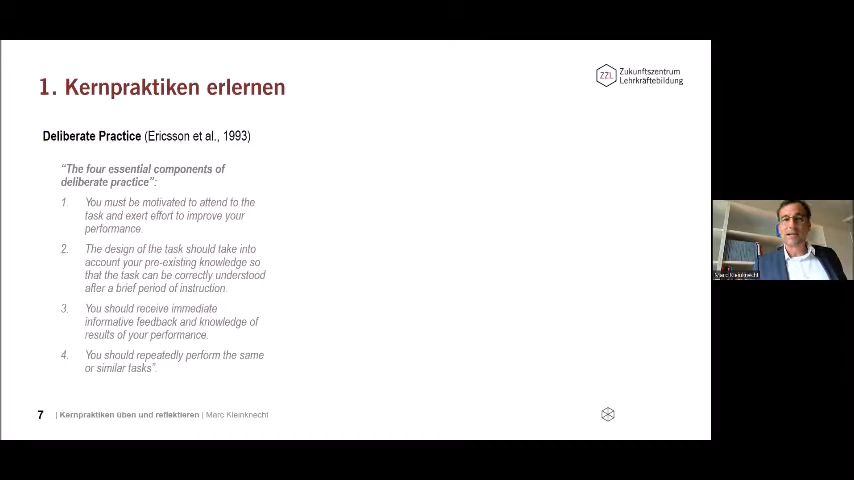 1. Kernpraktiken erlernen
ZZL Zukunftszentrum
Lehrkräftebildung
Deliberate Practice (Ericsson et al., 1993)
“The four essential components of
deliberate practice”:
1. You must be motivated to attend to the
task and exert effort to improve your
performance.
2. The design of the task should take into
account your pre-existing knowledge so
that the task can be correctly understood
after a brief period of instruction.
3. You should receive immediate
informative feedback and knowledge of
results of your performance.
4. You should repeatedly perform the same
or similar tasks”.
Marc Kleinknecht
7 | Kernpraktiken üben und reflektieren | Marc Kleinknecht